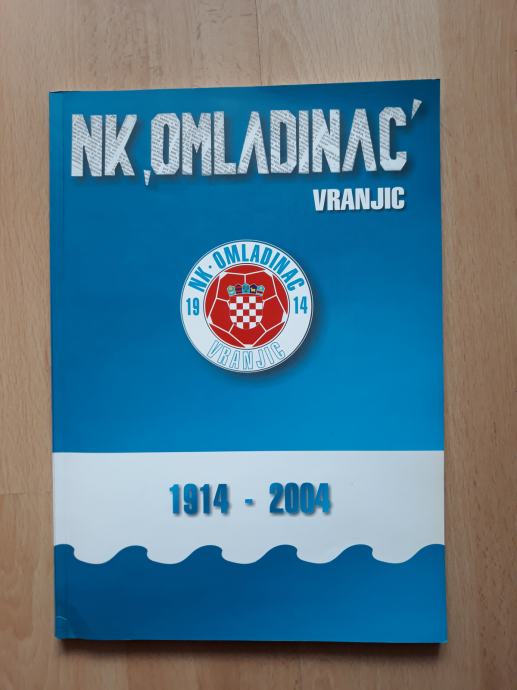 NK ‚OMLADINAC’
VRANJIC
NK · OMLADINAC
19 14
VRANJIC
1914 - 2004